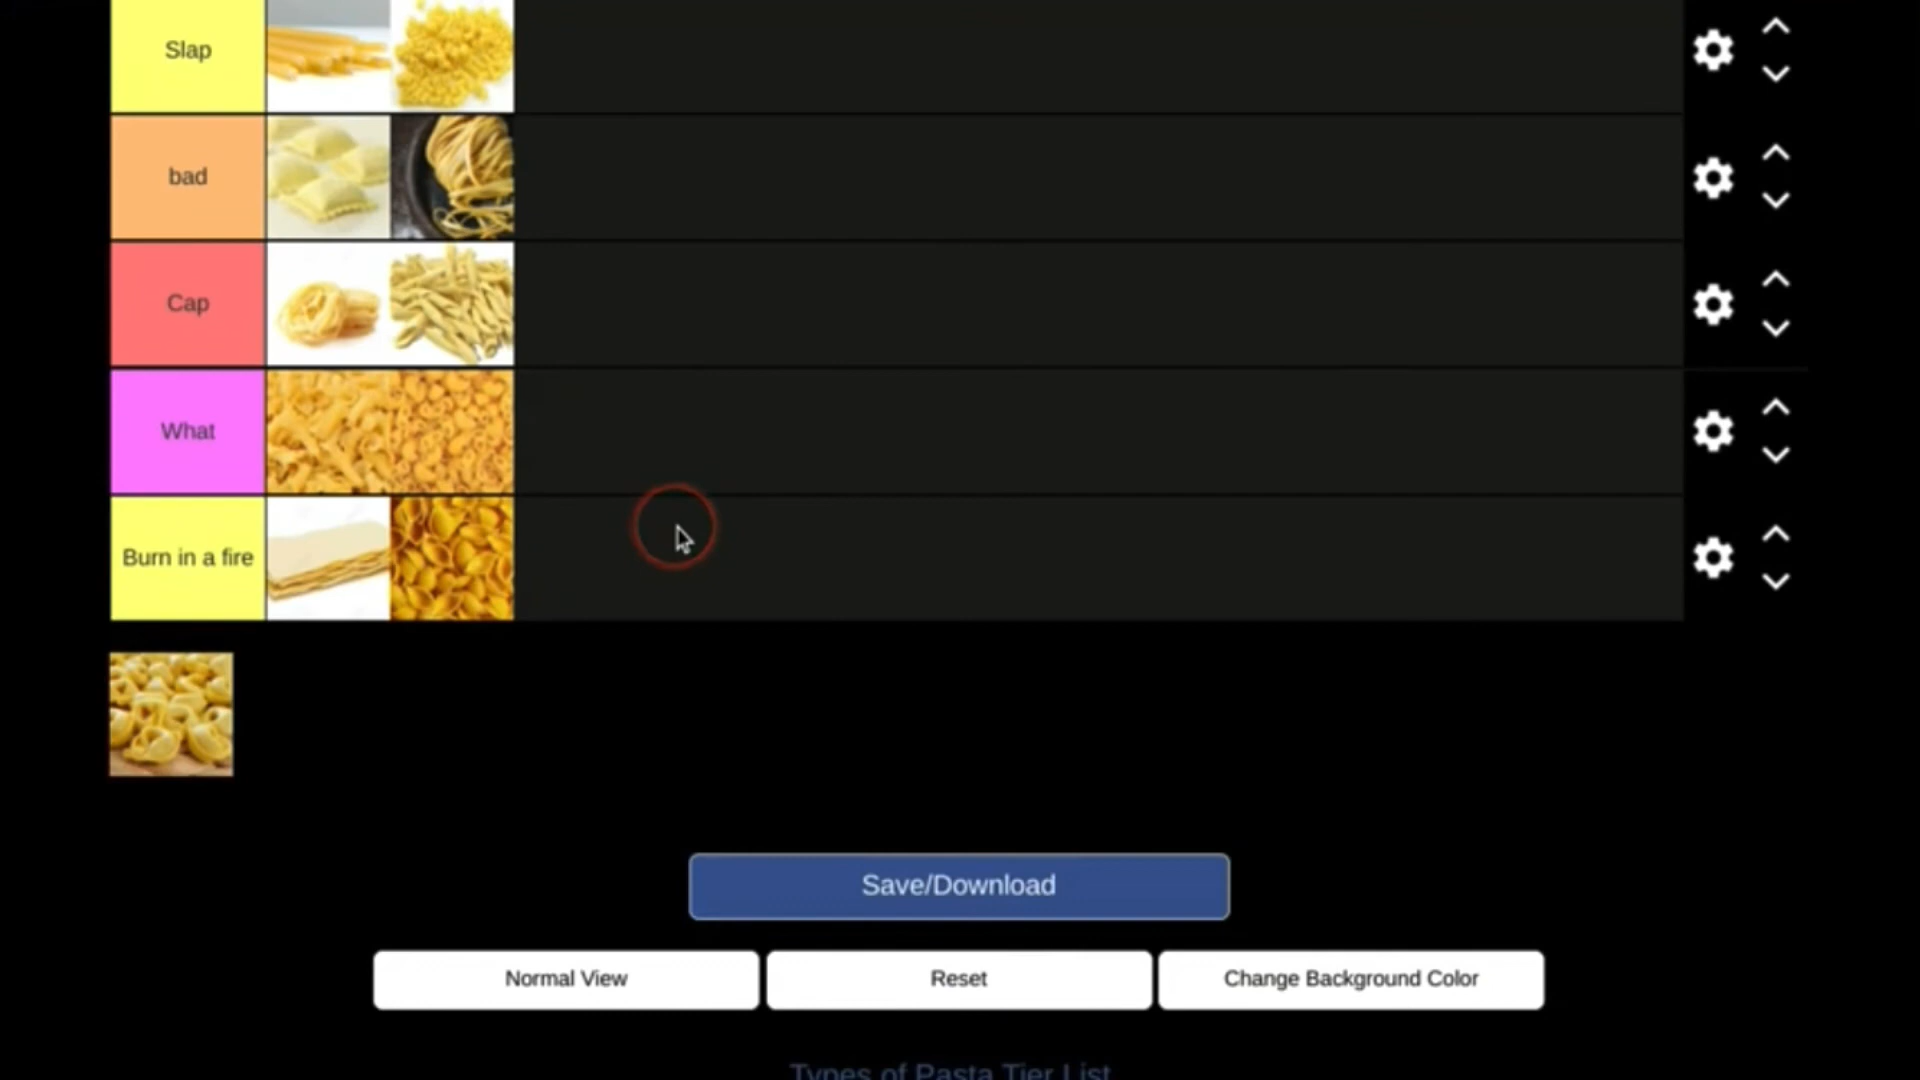 Slap
bad
Cap
What
Burn in a fire
Save/Download
Normal View
Reset
Change Background Color
Types of Pasta Tier List